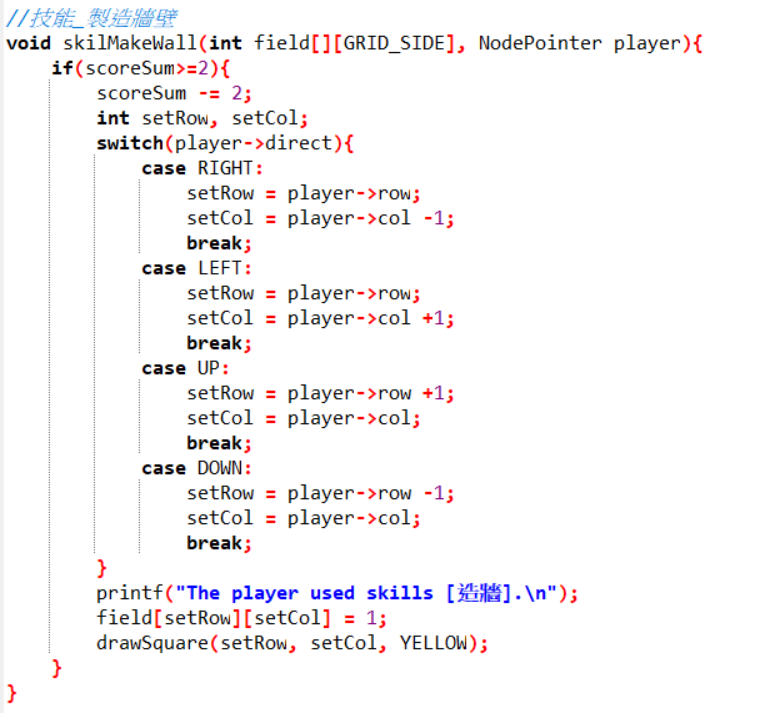 //技能_製造牆壁
void skilMakeWall(int field[][GRID_SIDE], NodePointer player){
    if(scoreSum>=2){
        scoreSum -= 2;
        int setRow, setCol;
        switch(player->direct){
            case RIGHT:
                setRow = player->row;
                setCol = player->col -1;
                break;
            case LEFT:
                setRow = player->row;
                setCol = player->col +1;
                break;
            case UP:
                setRow = player->row +1;
                setCol = player->col;
                break;
            case DOWN:
                setRow = player->row -1;
                setCol = player->col;
                break;
        }
        printf("The player used skills [造牆].\n");
        field[setRow][setCol] = 1;
        drawSquare(setRow, setCol, YELLOW);
    }
}